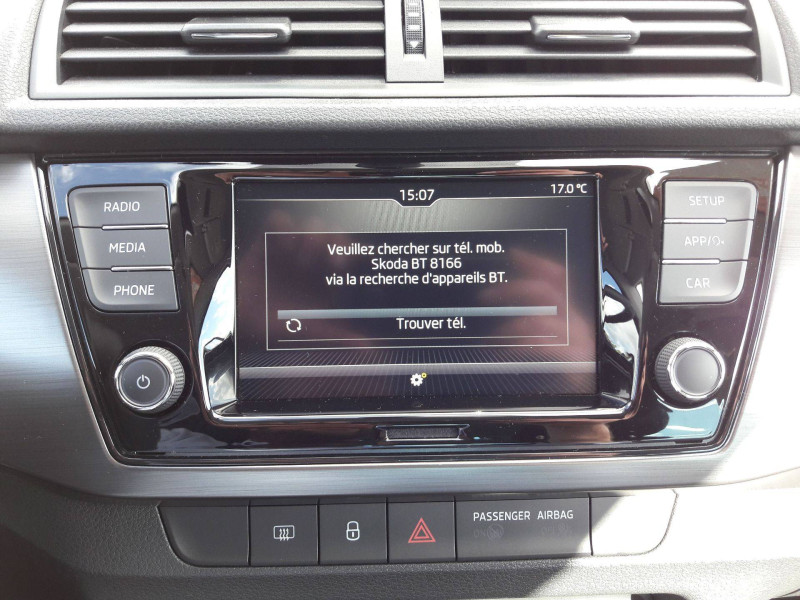 15:07
17.0 °C
RADIO
MEDIA
PHONE
SETUP
APP/
CAR
Veuillez chercher sur tél. mob.
Skoda BT 8166
via la recherche d'appareils BT.
Trouver tél.
PASSENGER AIRBAG